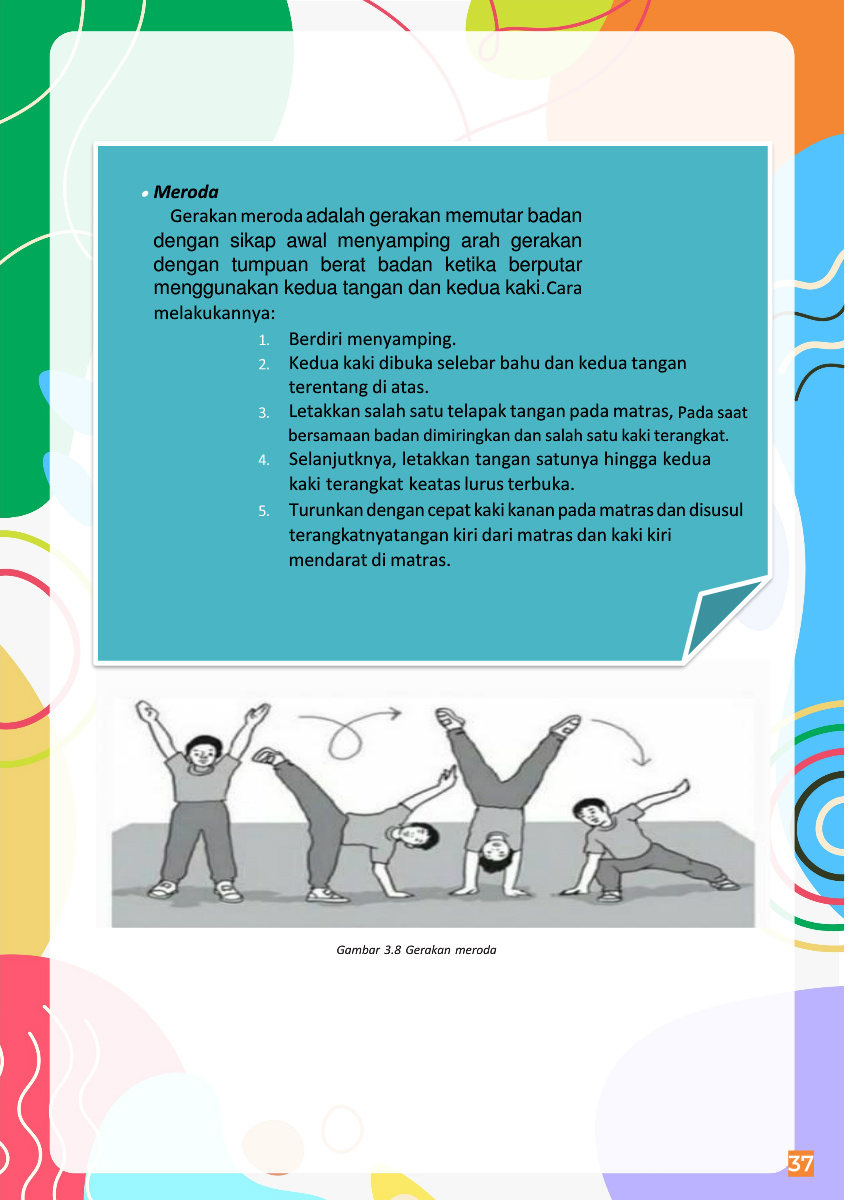 • Meroda
Gerakan meroda adalah gerakan memutar badan
dengan sikap awal menyamping arah gerakan
dengan tumpuan berat badan ketika berputar
menggunakan kedua tangan dan kedua kaki.Cara
melakukannya:
1. Berdiri menyamping.
2. Kedua kaki dibuka selebar bahu dan kedua tangan
terentang di atas.
3. Letakkan salah satu telapak tangan pada matras, Pada saat
bersamaan badan dimiringkan dan salah satu kaki terangkat.
4. Selanjutknya, letakkan tangan satunya hingga kedua
kaki terangkat keatas lurus terbuka.
5. Turunkan dengan cepat kaki kanan pada matras dan disusul
terangkatnyatangan kiri dari matras dan kaki kiri
mendarat di matras.
Gambar 3.8 Gerakan meroda
37